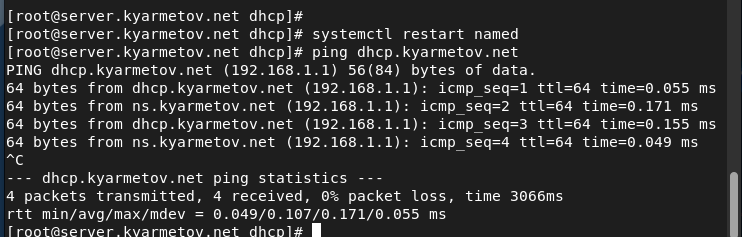 [root@server.kyarmetov.net dhcp]#
[root@server.kyarmetov.net dhcp]# systemctl restart named
[root@server.kyarmetov.net dhcp]# ping dhcp.kyarmetov.net
PING dhcp.kyarmetov.net (192.168.1.1) 56(84) bytes of data.
64 bytes from dhcp.kyarmetov.net (192.168.1.1): icmp_seq=1 ttl=64 time=0.055 ms
64 bytes from ns.kyarmetov.net (192.168.1.1): icmp_seq=2 ttl=64 time=0.171 ms
64 bytes from dhcp.kyarmetov.net (192.168.1.1): icmp_seq=3 ttl=64 time=0.155 ms
64 bytes from ns.kyarmetov.net (192.168.1.1): icmp_seq=4 ttl=64 time=0.049 ms
^C
--- dhcp.kyarmetov.net ping statistics ---
4 packets transmitted, 4 received, 0% packet loss, time 3066ms
rtt min/avg/max/mdev = 0.049/0.107/0.171/0.055 ms
[root@server.kyarmetov.net dhcp]#